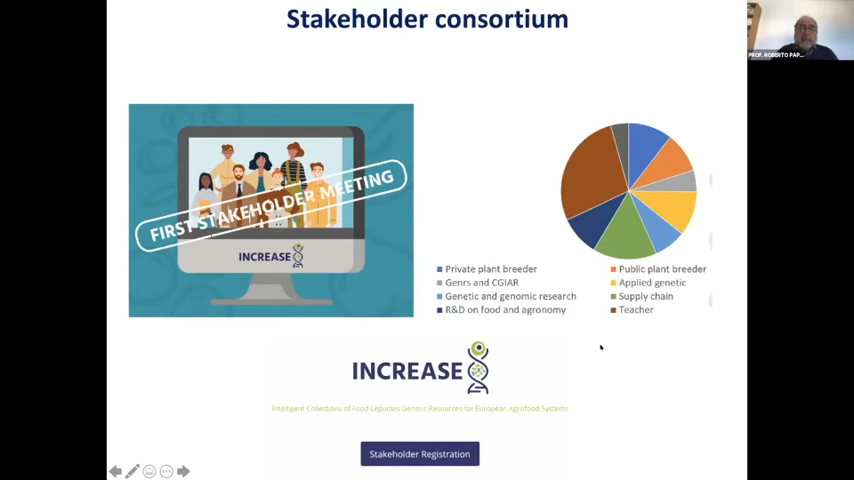 Stakeholder consortium
PROF. ROBERTO PAP...
FIRST STAKEHOLDER MEETING
INCREASE
Private plant breeder
Public plant breeder
Genrs and CGIAR
Applied genetic
Genetic and genomic research
Supply chain
R&D on food and agronomy
Teacher
INCREASE
Intelligent Collections of Food Legumes Genetic Resources for European Agrofood Systems
Stakeholder Registration